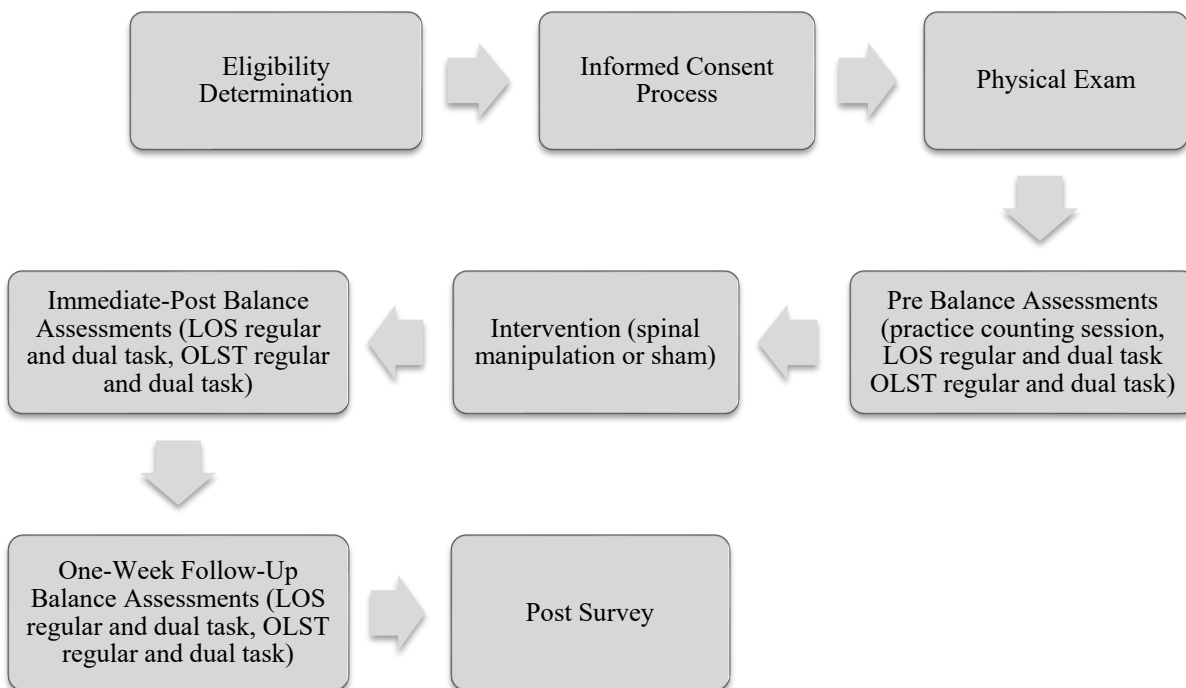 Eligibility
Determination
Informed Consent
Process
Physical Exam
Pre Balance Assessments
(practice counting session,
LOS regular and dual task
OLST regular and dual task)
Intervention (spinal
manipulation or sham)
Immediate-Post Balance
Assessments (LOS regular
and dual task, OLST regular
and dual task)
One-Week Follow-Up
Balance Assessments (LOS
regular and dual task, OLST
regular and dual task)
Post Survey